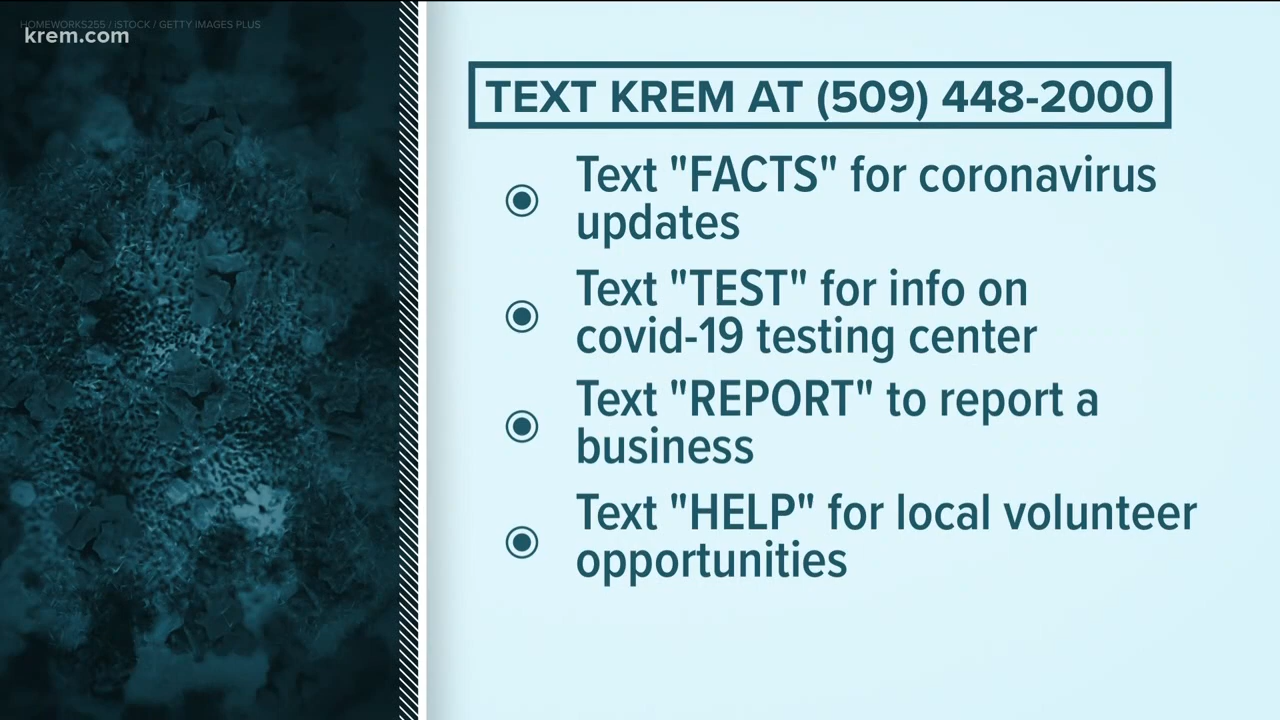 HOMEWORKS255 / iSTOCK / GETTY IMAGES PLUS
krem.com
TEXT KREM AT (509) 448-2000
Text "FACTS" for coronavirus
updates
Text "TEST" for info on
covid-19 testing center
Text "REPORT" to report a
business
Text "HELP" for local volunteer
opportunities